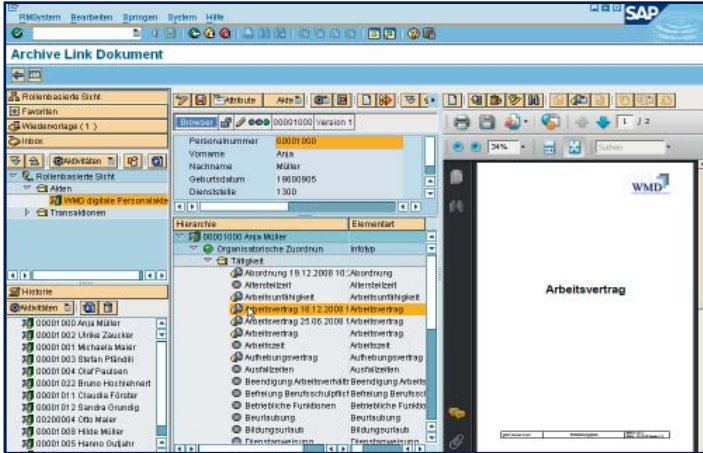 RMSystem Bearbeiten Springen System Hilfe
SAP
Archive Link Dokument
Rollenbasierte Sicht
Favoriten
Wiedervorlage ( 1 )
Inbox
Aktivitäten
Rollenbasierte Sicht
Akten
WMD digitale Personalakte
Transaktionen
Historie
Aktivitäten
00001000 Anja Müller
00001002 Ulrike Zaucker
00001001 Michaela Maier
00001003 Stefan Pfändli
00001004 Olaf Paulsen
00001022 Bruno Hochlehnert
00001011 Claudia Förster
00001012 Sandra Grundig
00200004 Otto Maier
00001008 Hilde Müller
00001005 Hanno Gutjahr
Attribute Akte
Browser 00001000 Version 1
Personalnummer 00001000
Vorname Anja
Nachname Müller
Geburtsdatum 19600905
Dienststelle 1300
Hierarchie Elementart
00001000 Anja Müller
Organisatorische Zuordnun Infotyp
Tätigkeit
Abordnung 19.12.2008 10: Abordnung
Altersteilzeit Altersteilzeit
Arbeitsunfähigkeit Arbeitsunfähigkeit
Arbeitsvertrag 18.12.2008 1 Arbeitsvertrag
Arbeitsvertrag 25.06.2008 1 Arbeitsvertrag
Arbeitsvertrag Arbeitsvertrag
Arbeitszeit Arbeitszeit
Aufhebungsvertrag Aufhebungsvertrag
Ausfallzeiten Ausfallzeiten
Beendigung Arbeitsverhält Beendigung Arbeits
Befreiung Berufsschulpflict Befreiung Berufssc
Betriebliche Funktionen Betriebliche Funktio
Beurlaubung Beurlaubung
Bildungsurlaub Bildungsurlaub
Dienstanweisung Dienstanweisung
1 / 2
34% Suchen
WMD
Arbeitsvertrag